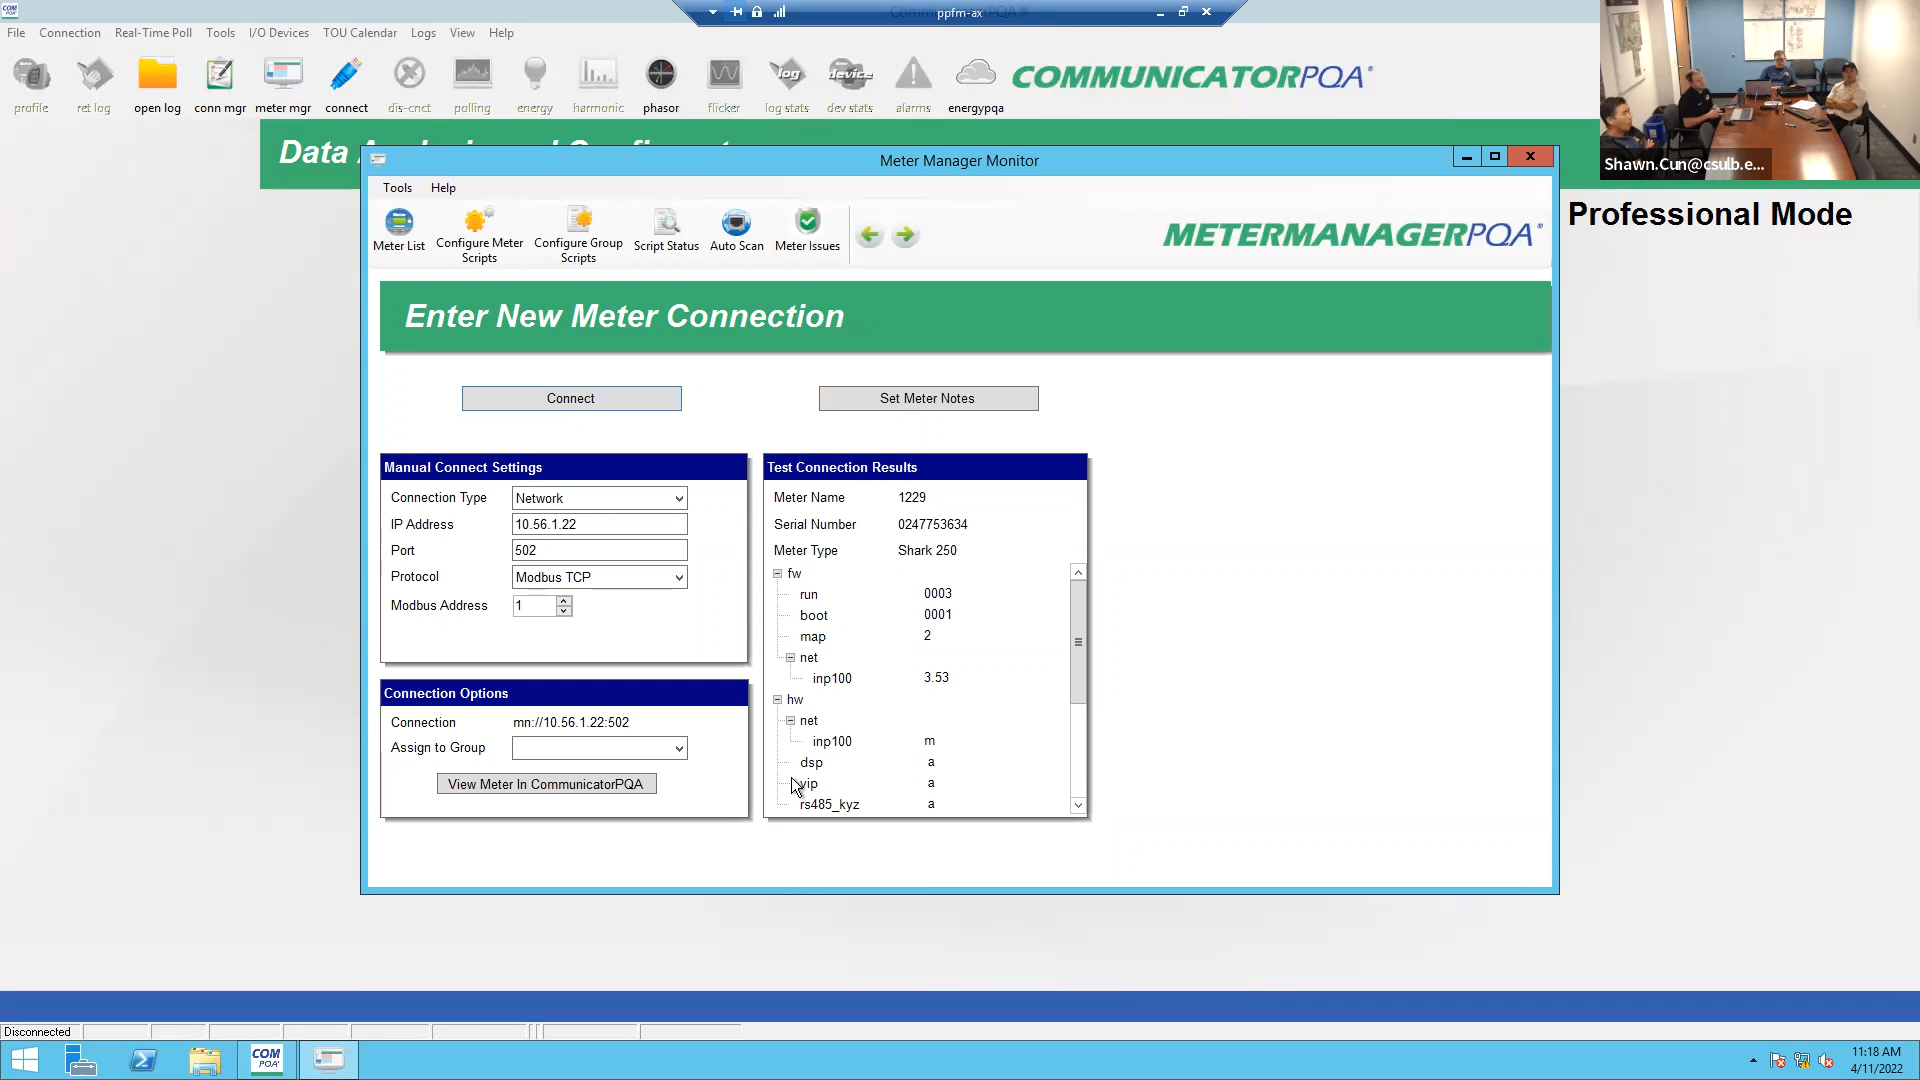 COM
PQA
ppfm-ax
File Connection Real-Time Poll Tools I/O Devices TOU Calendar Logs View Help
profile ret log open log conn mgr meter mgr connect dis-cnct polling energy harmonic phasor flicker log stats dev stats alarms energypqa
log
device
COMMUNICATORPQA®
Shawn.Cun@csulb.e...
Data
Meter Manager Monitor
Professional Mode
Tools Help
Meter List
Configure Meter
Scripts
Configure Group
Scripts
Script Status
Auto Scan
Meter Issues
METERMANAGERPQA®
Enter New Meter Connection
Connect
Set Meter Notes
Manual Connect Settings
Connection Type Network
IP Address 10.56.1.22
Port 502
Protocol Modbus TCP
Modbus Address 1
Connection Options
Connection mn://10.56.1.22:502
Assign to Group
View Meter In CommunicatorPQA
Test Connection Results
Meter Name 1229
Serial Number 0247753634
Meter Type Shark 250
fw
run 0003
boot 0001
map 2
net
inp100 3.53
hw
net
inp100 m
dsp a
vip a
rs485_kyz a
Disconnected
COM
PQA
11:18 AM
4/11/2022